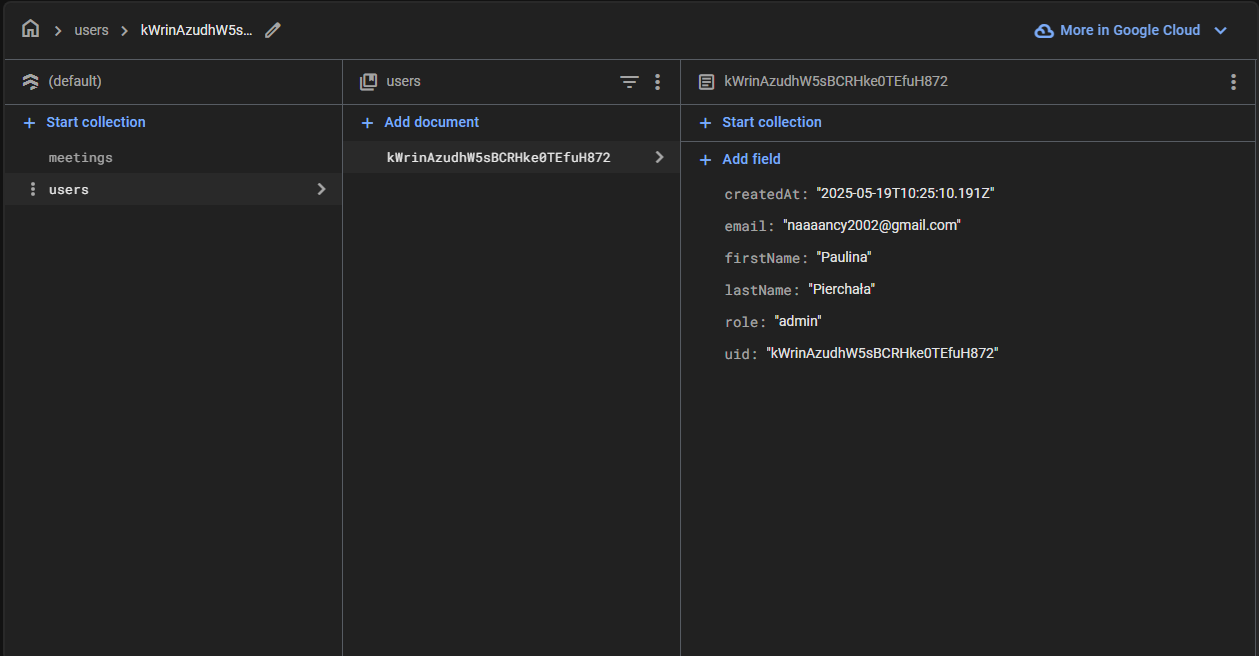 users
kWrinAzudhW5s...
More in Google Cloud
(default)
users
kWrinAzudhW5sBCRHke0TEfuH872
+ Start collection
+ Add document
+ Start collection
meetings
kWrinAzudhW5sBCRHke0TEfuH872
+ Add field
users
createdAt: "2025-05-19T10:25:10.191Z"
email: "naaaancy2002@gmail.com"
firstName: "Paulina"
lastName: "Pierchała"
role: "admin"
uid: "kWrinAzudhW5sBCRHke0TEfuH872"